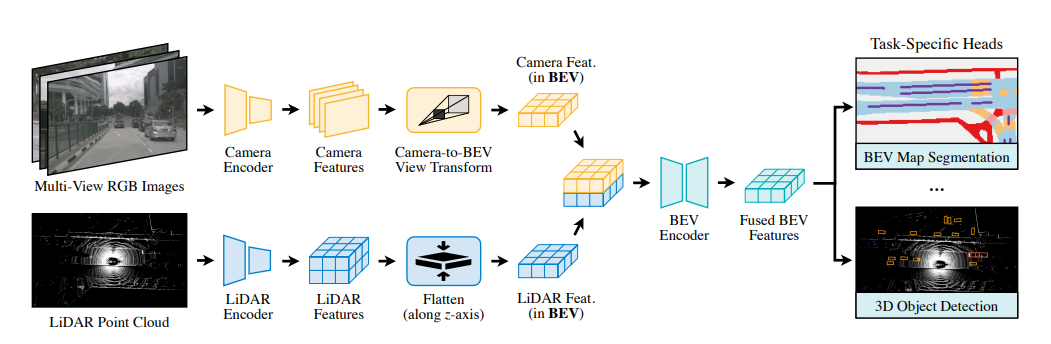 Multi-View RGB Images
Camera
Encoder
Camera
Features
Camera-to-BEV
View Transform
Camera Feat.
(in BEV)
LiDAR Point Cloud
LiDAR
Encoder
LiDAR
Features
Flatten
(along z-axis)
LiDAR Feat.
(in BEV)
BEV
Encoder
Fused BEV
Features
Task-Specific Heads
BEV Map Segmentation
...
3D Object Detection